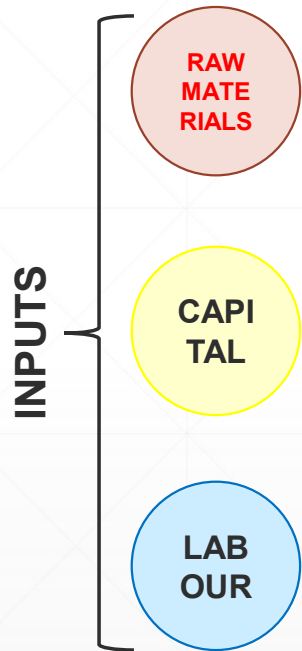 INPUTS
RAW
MATE
RIALS
CAPI
TAL
LAB
OUR